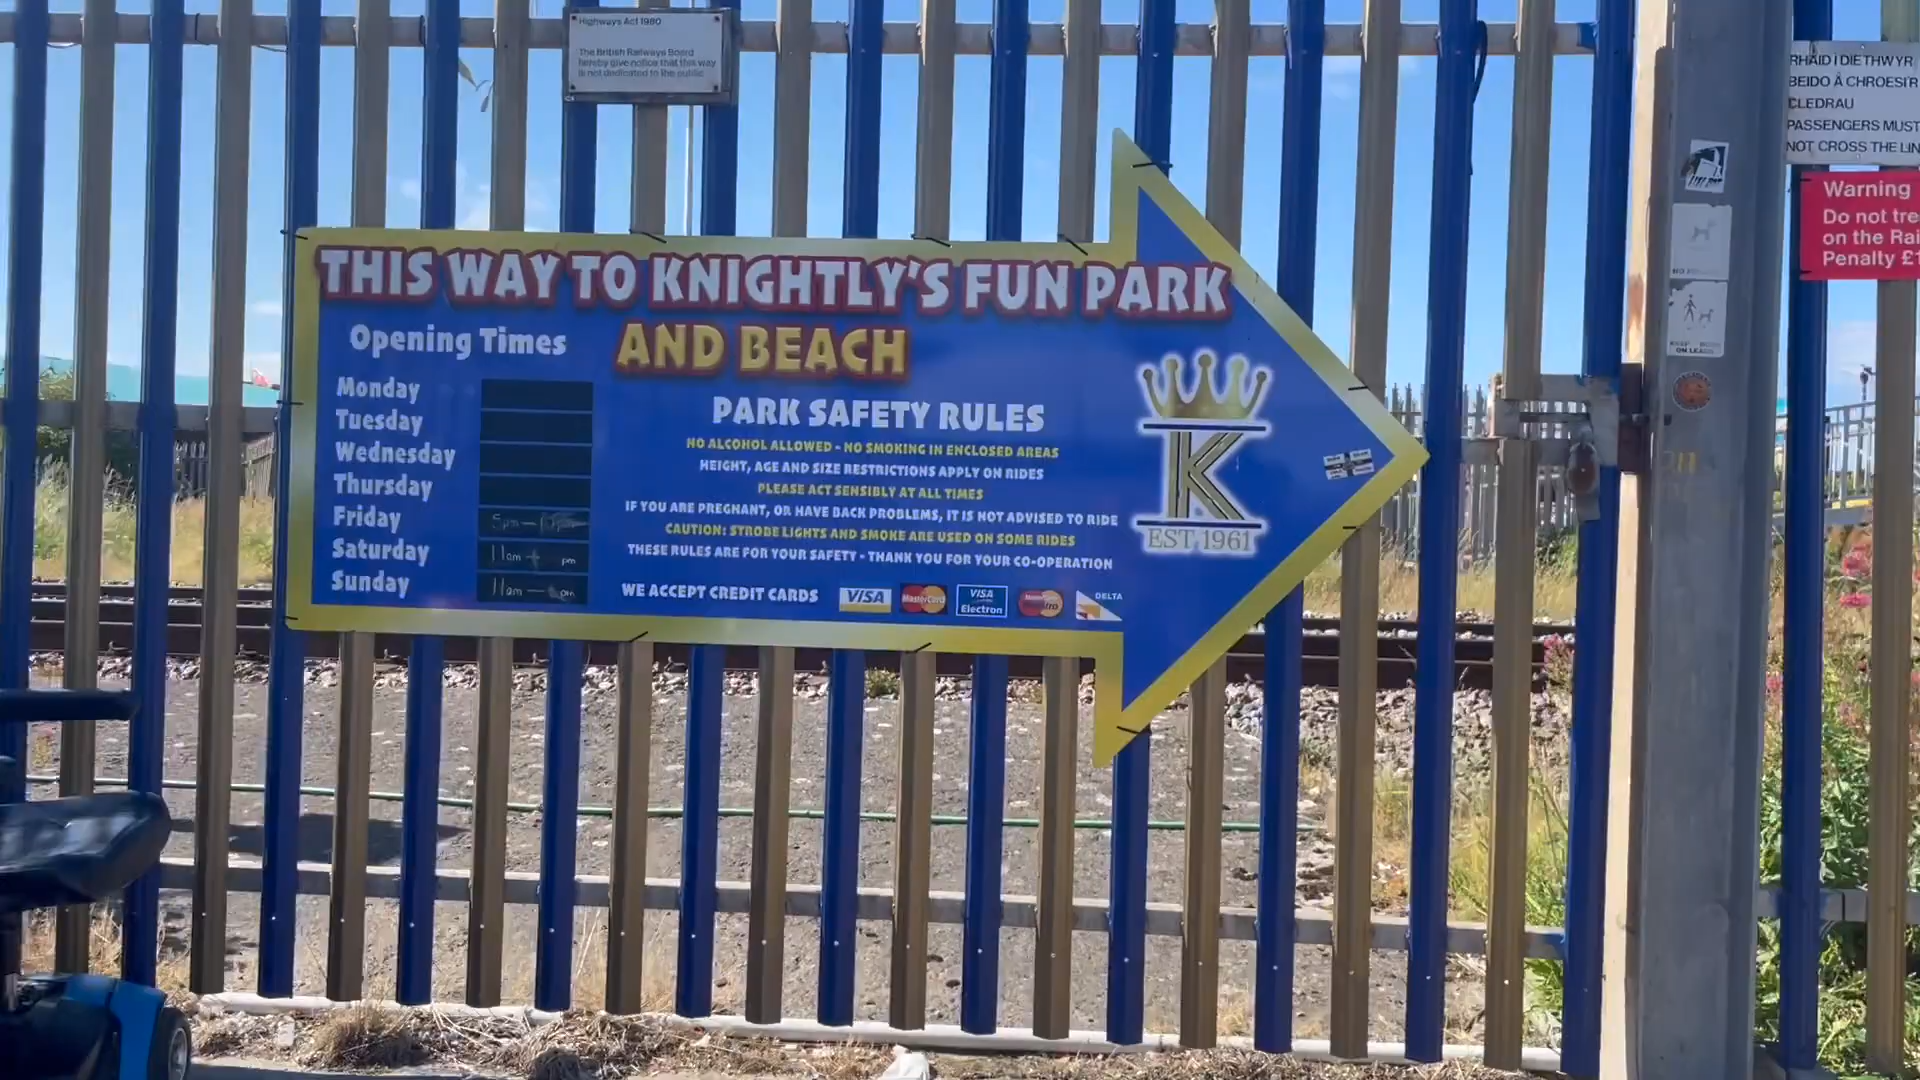 Highways Act 1980
The British Railways Board
hereby give notice that this way
is not dedicated to the public
THIS WAY TO KNIGHTLY'S FUN PARK
AND BEACH
Opening Times
Monday
Tuesday
Wednesday
Thursday
Friday 5pm –
Saturday 11am pm
Sunday 11am – pm
PARK SAFETY RULES
NO ALCOHOL ALLOWED - NO SMOKING IN ENCLOSED AREAS
HEIGHT, AGE AND SIZE RESTRICTIONS APPLY ON RIDES
PLEASE ACT SENSIBLY AT ALL TIMES
IF YOU ARE PREGNANT, OR HAVE BACK PROBLEMS, IT IS NOT ADVISED TO RIDE
CAUTION: STROBE LIGHTS AND SMOKE ARE USED ON SOME RIDES
THESE RULES ARE FOR YOUR SAFETY - THANK YOU FOR YOUR CO-OPERATION
WE ACCEPT CREDIT CARDS VISA MasterCard VISA Electron Maestro DELTA
K
EST 1961
ON LEADS
RHAID I DIETHWYR
BEIDO Â CHROESI'R
CLEDRAU
PASSENGERS MUST
NOT CROSS THE LIN
Warning
Do not tre
on the Rai
Penalty £1